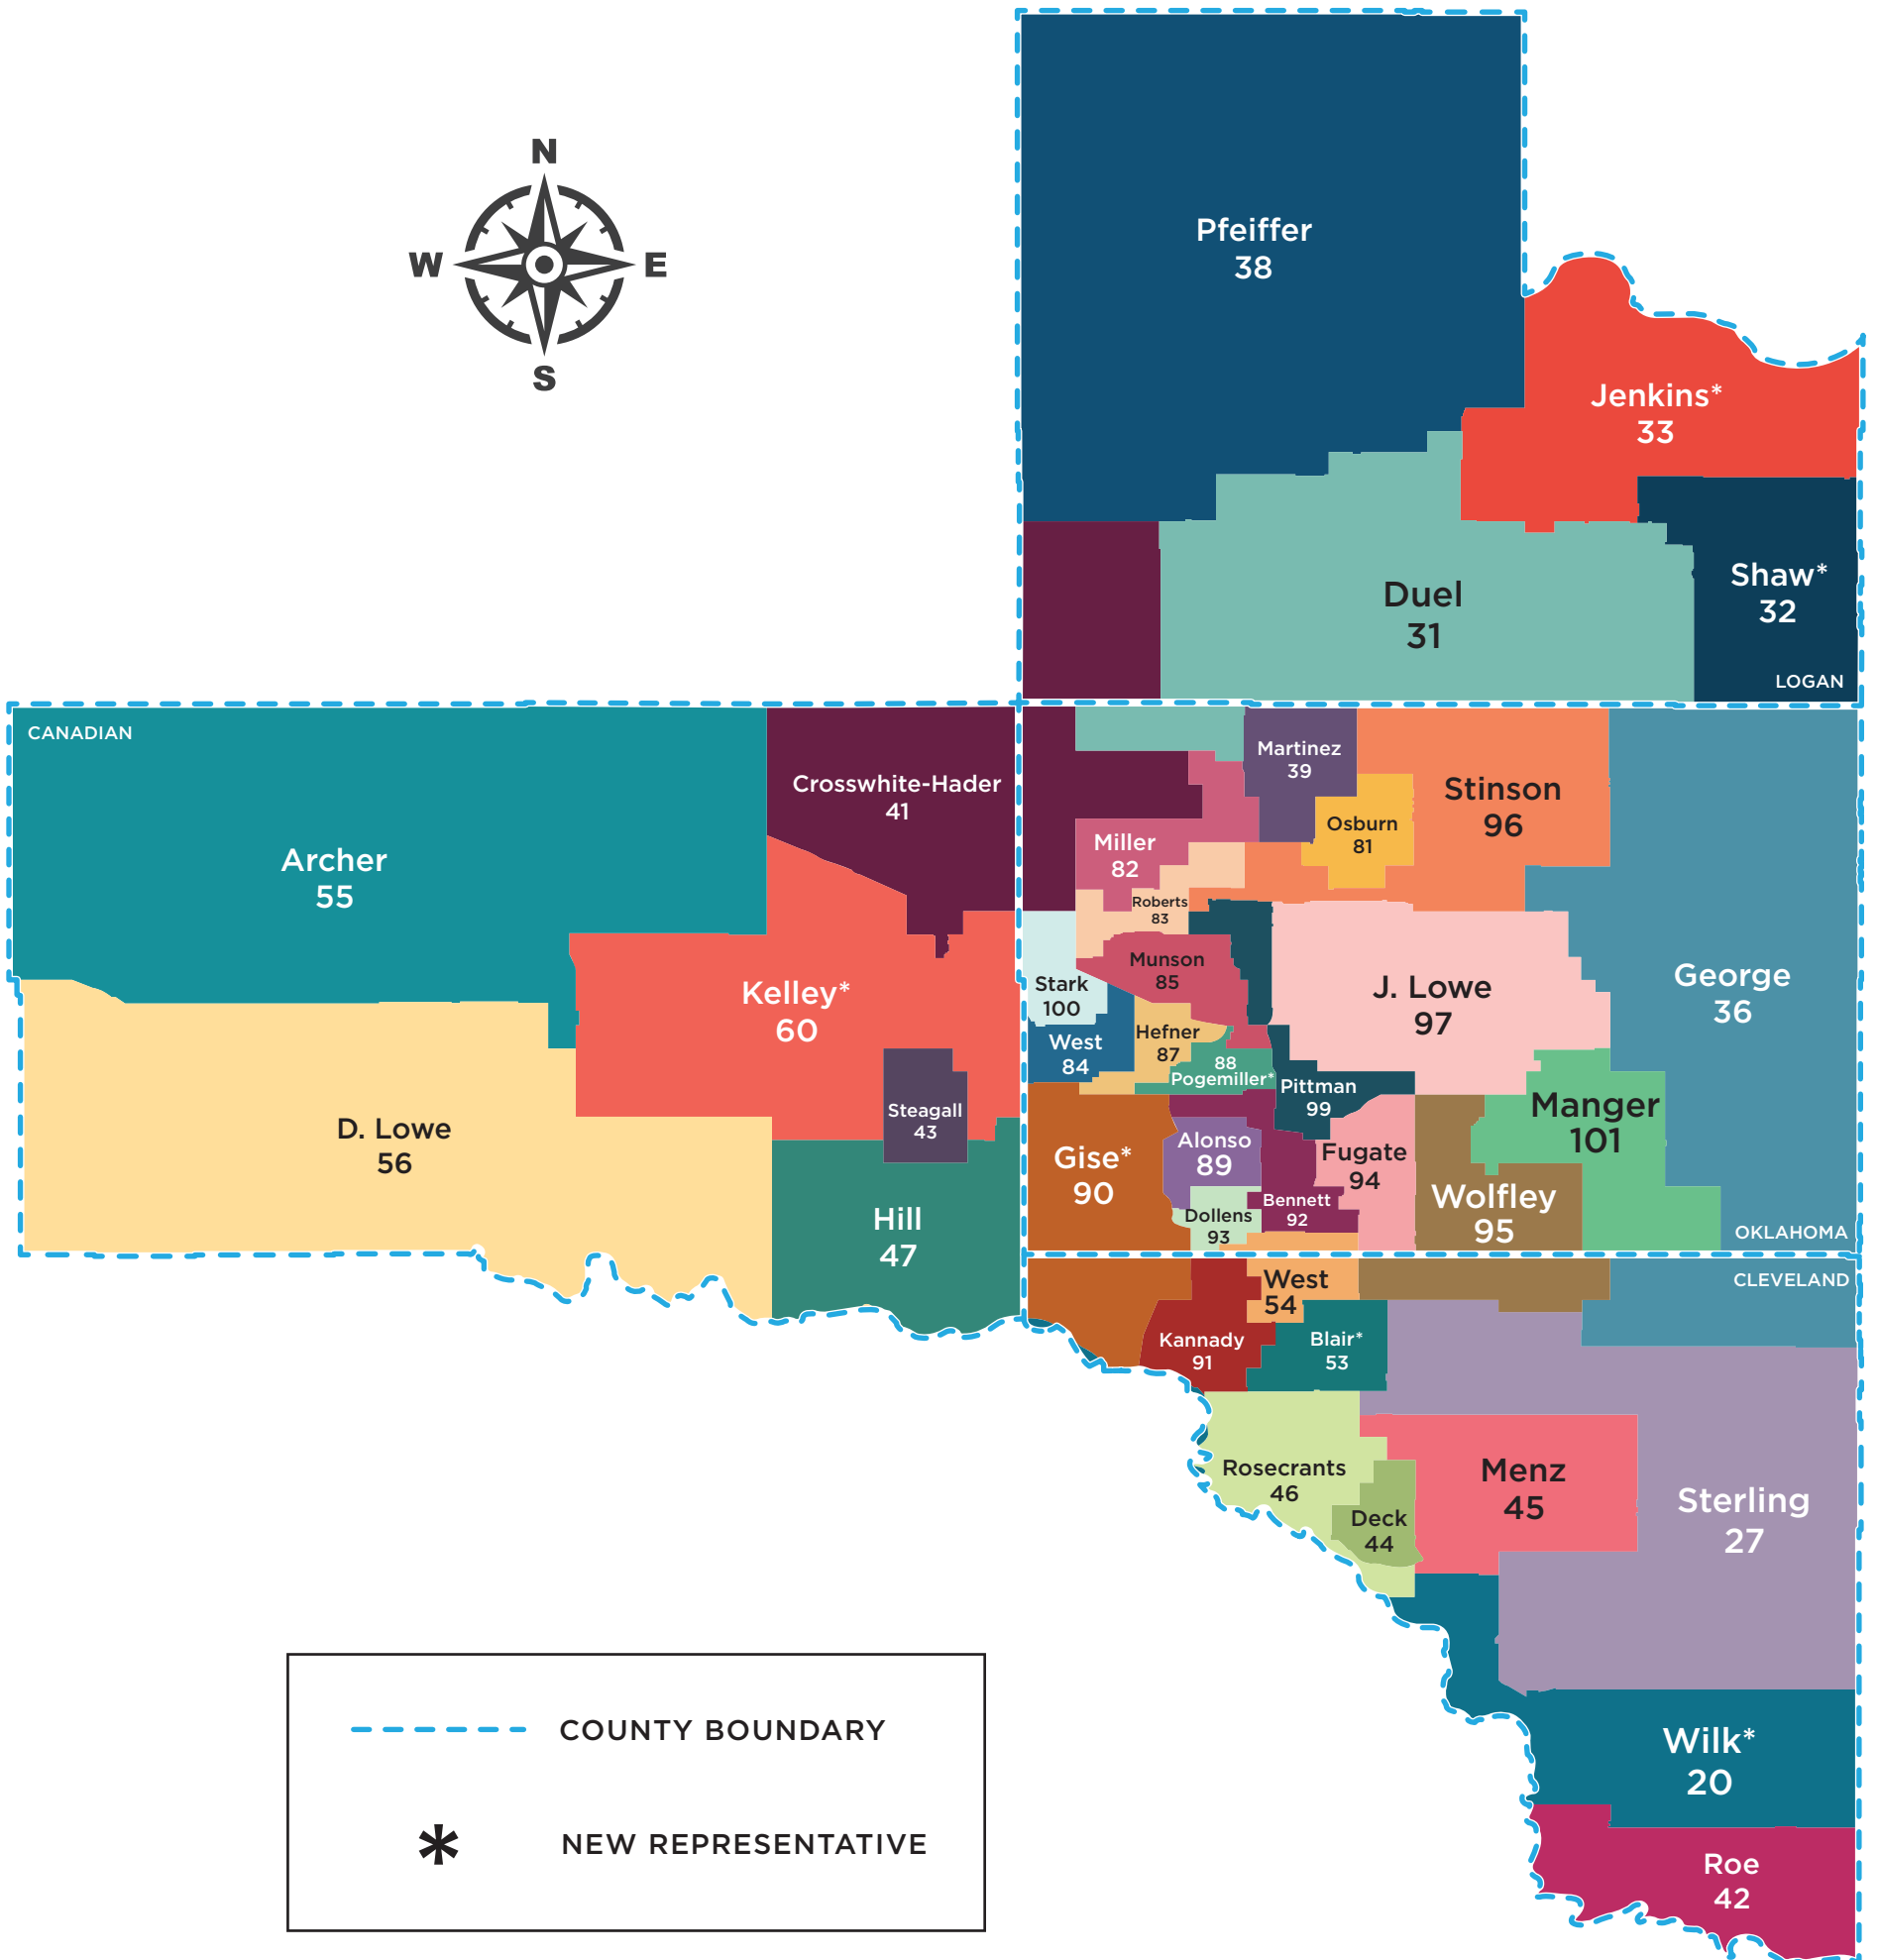 N
W
E
S
Pfeiffer
38
Jenkins*
33
Shaw*
32
Duel
31
LOGAN
CANADIAN
Archer
55
Crosswhite-Hader
41
Kelley*
60
Steagall
43
D. Lowe
56
Hill
47
Martinez
39
Stinson
96
Osburn
81
Miller
82
Roberts
83
Munson
85
Stark
100
J. Lowe
97
George
36
Hefner
87
West
84
88
Pogemiller*
Pittman
99
Manger
101
Gise*
90
Alonso
89
Fugate
94
Wolfley
95
Bennett
92
Dollens
93
OKLAHOMA
CLEVELAND
West
54
Kannady
91
Blair*
53
Rosecrants
46
Menz
45
Deck
44
Sterling
27
Wilk*
20
Roe
42
COUNTY BOUNDARY
* NEW REPRESENTATIVE